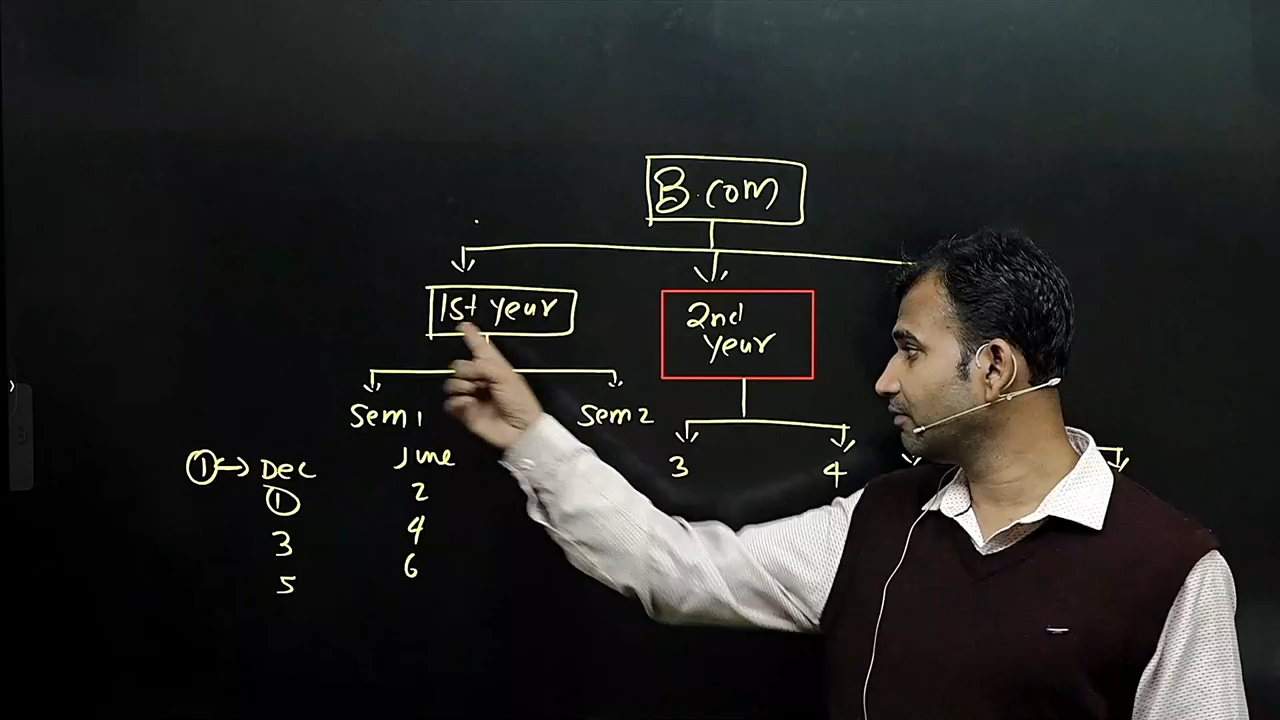 B.com
1st year
2nd
year
Sem 1
Sem 2
June
3
4
① ↔ Dec
2
①
4
3
6
5